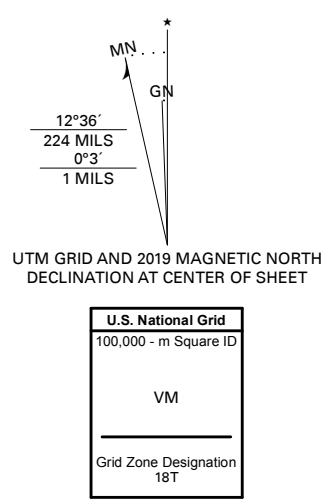 ★
MN
GN
12°36´
224 MILS
0°3´
1 MILS
UTM GRID AND 2019 MAGNETIC NORTH
DECLINATION AT CENTER OF SHEET
U.S. National Grid
100,000 - m Square ID
VM
Grid Zone Designation
18T